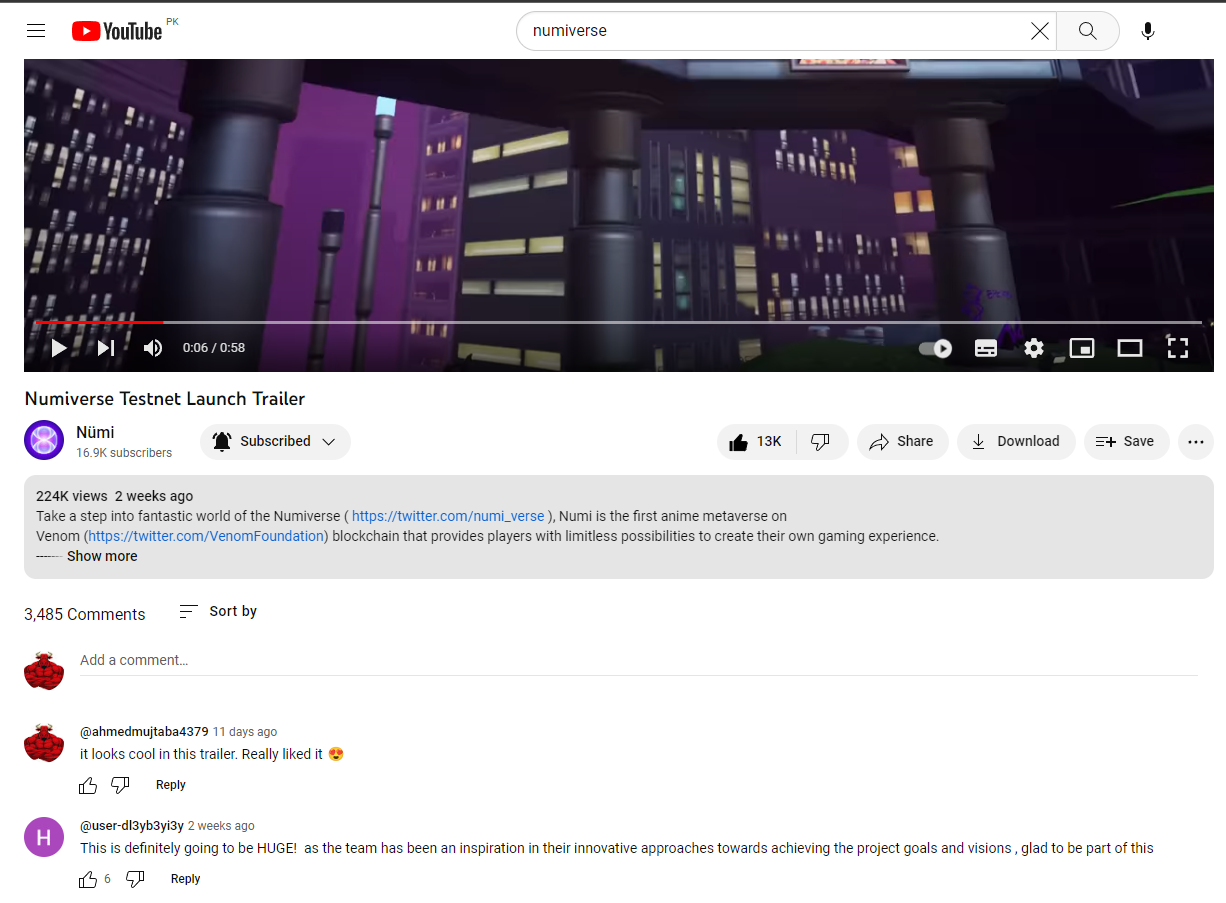 YouTube PK
numiverse
0:06 / 0:58
Numiverse Testnet Launch Trailer
Nümi
16.9K subscribers
Subscribed
13K
Share
Download
Save
224K views 2 weeks ago
Take a step into fantastic world of the Numiverse ( https://twitter.com/numi_verse ), Numi is the first anime metaverse on
Venom (https://twitter.com/VenomFoundation) blockchain that provides players with limitless possibilities to create their own gaming experience.
------- Show more
3,485 Comments
Sort by
Add a comment...
@ahmedmujtaba4379 11 days ago
it looks cool in this trailer. Really liked it 😍
Reply
H
@user-dl3yb3yi3y 2 weeks ago
This is definitely going to be HUGE! as the team has been an inspiration in their innovative approaches towards achieving the project goals and visions , glad to be part of this
6
Reply